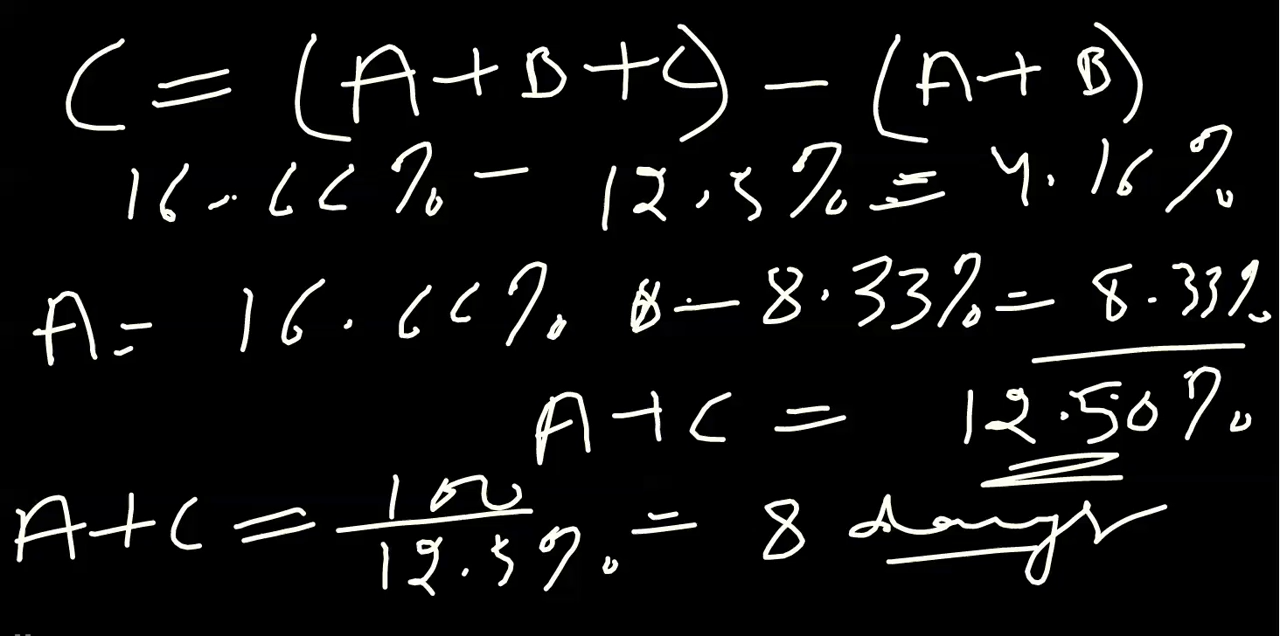 C = (A+B+C) - (A+B)
16.66% - 12.5% = 4.16%
A = 16.66% - 8.33% = 8.33%
A+C = 12.50%
A+C = 100/12.5% = 8 days